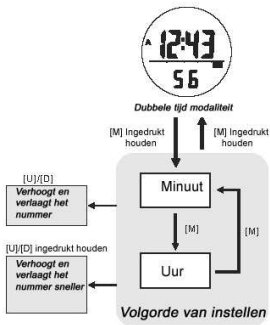 A 12:43
56
Dubbele tijd modaliteit
[M] Ingedrukt
houden
[M] Ingedrukt
houden
[U]/[D]
Verhoogt en
verlaagt het
nummer
Minuut
[M]
[M]
[U]/[D] ingedrukt houden
Verhoogt en
verlaagt het
nummer sneller
Uur
Volgorde van instellen